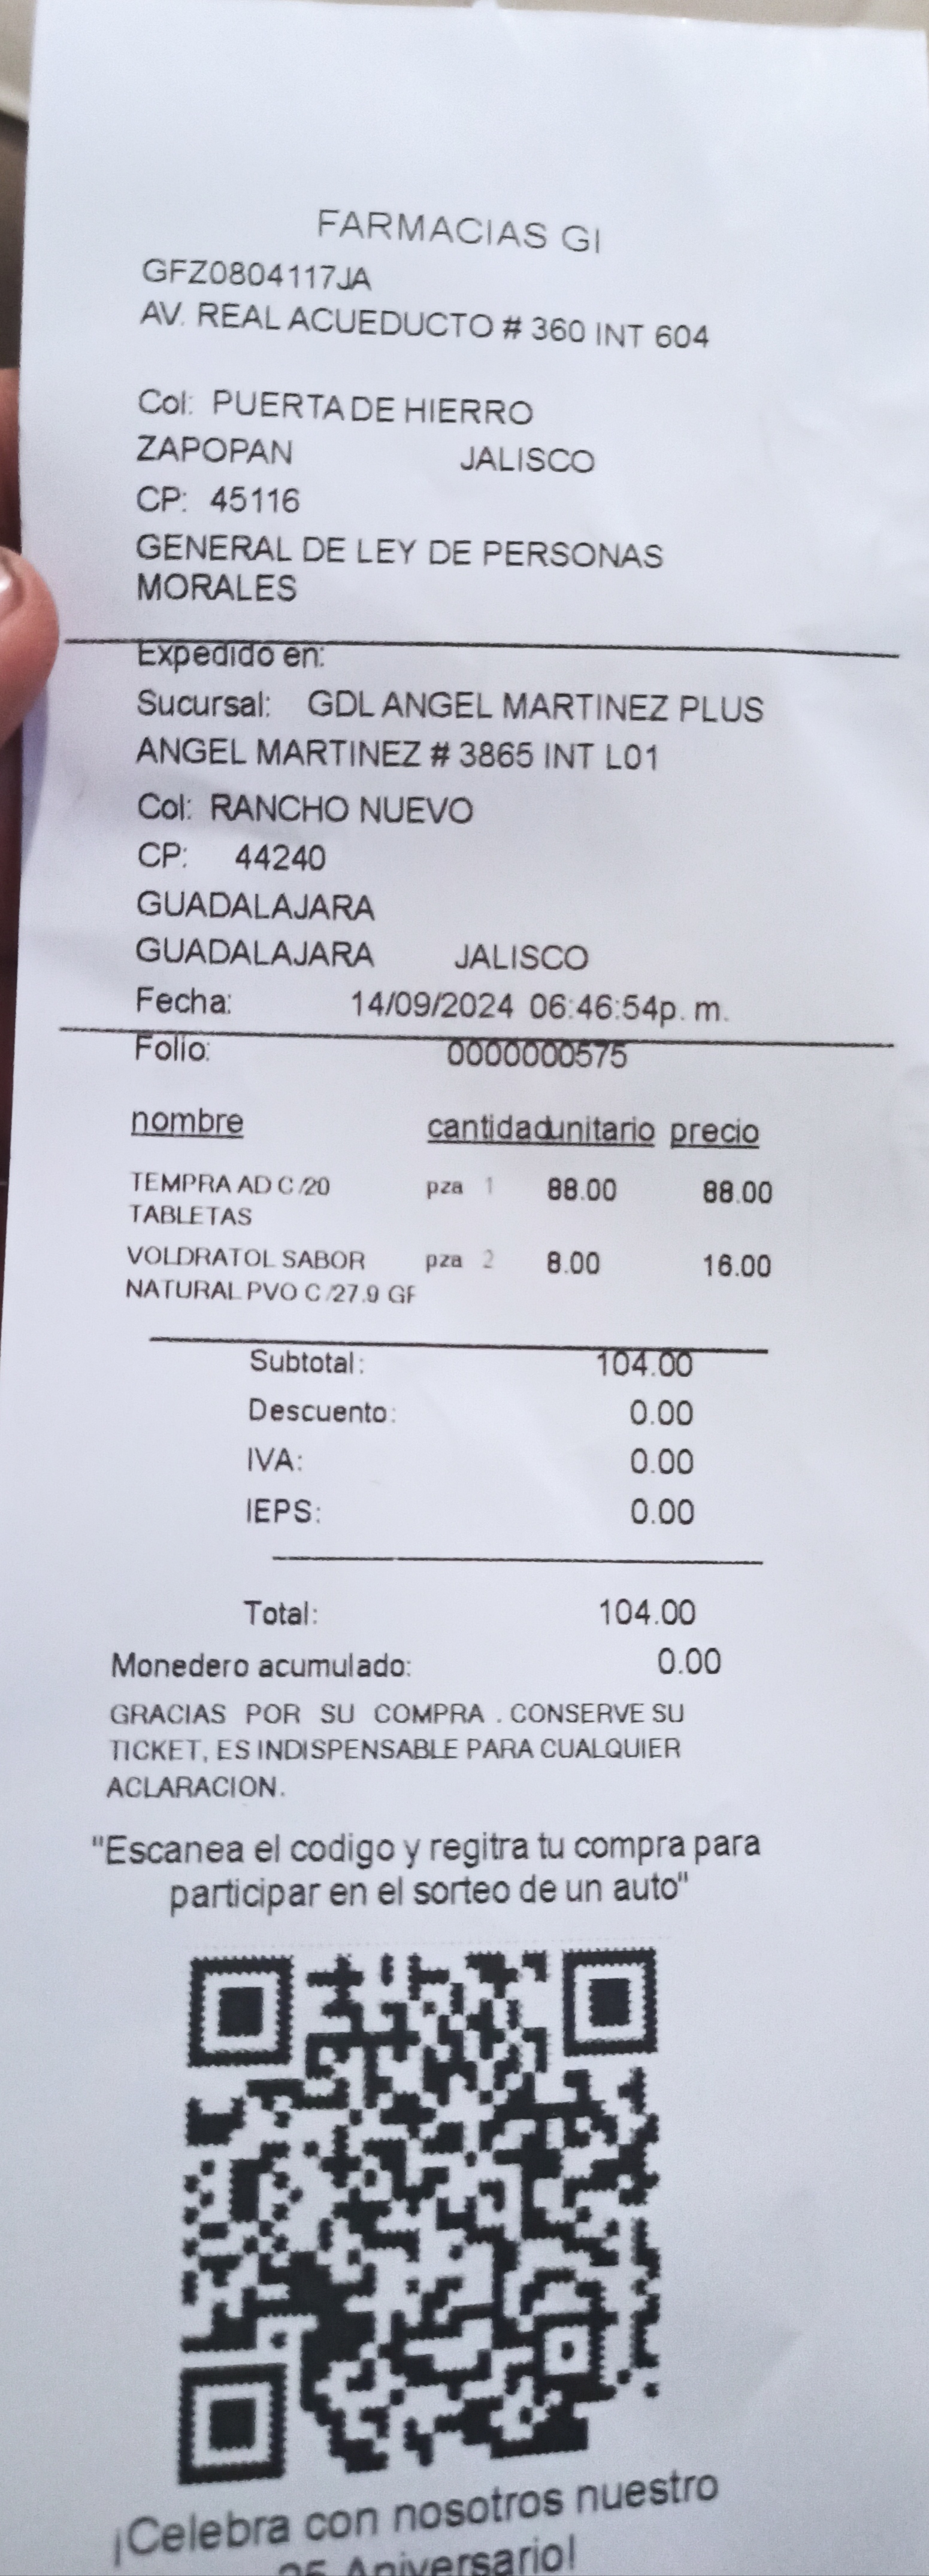 FARMACIAS GI
GFZ0804117JA
AV. REAL ACUEDUCTO # 360 INT 604
Col: PUERTA DE HIERRO
ZAPOPAN JALISCO
CP: 45116
GENERAL DE LEY DE PERSONAS
MORALES
Expedido en:
Sucursal: GDL ANGEL MARTINEZ PLUS
ANGEL MARTINEZ # 3865 INT L01
Col: RANCHO NUEVO
CP: 44240
GUADALAJARA
GUADALAJARA JALISCO
Fecha: 14/09/2024 06:46:54p. m.
Folio: 0000000575
nombre cantidad unitario precio
TEMPRA AD C/20 pza 1 88.00 88.00
TABLETAS
VOLDRATOL SABOR pza 2 8.00 16.00
NATURAL PVO C/27.9 GF
Subtotal: 104.00
Descuento: 0.00
IVA: 0.00
IEPS: 0.00
Total: 104.00
Monedero acumulado: 0.00
GRACIAS POR SU COMPRA . CONSERVE SU
TICKET, ES INDISPENSABLE PARA CUALQUIER
ACLARACION.
"Escanea el codigo y regitra tu compra para
participar en el sorteo de un auto"
¡Celebra con nosotros nuestro
Aniversario!